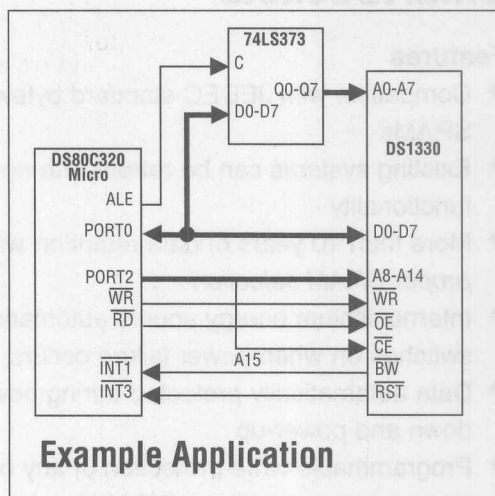 74LS373
C
Q0-Q7
D0-D7
A0-A7
DS1330
DS80C320
Micro
ALE
PORT0
D0-D7
PORT2
A8-A14
WR
WR
RD
OE
CE
A15
INT1
BW
INT3
RST
Example Application